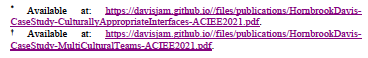 * Available at: https://davisjam.github.io//files/publications/HornbrookDavis-
CaseStudy-CulturallyAppropriateInterfaces-ACIEE2021.pdf.
† Available at: https://davisjam.github.io//files/publications/HornbrookDavis-
CaseStudy-MultiCulturalTeams-ACIEE2021.pdf.